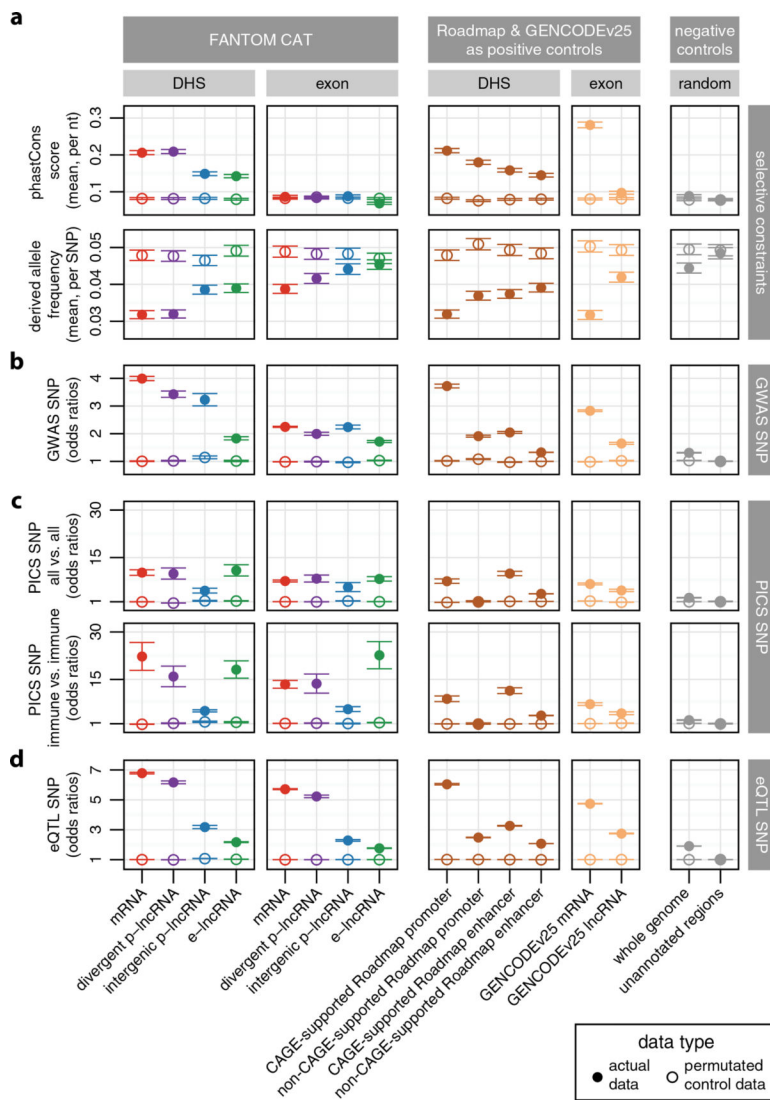 a
FANTOM CAT
Roadmap & GENCODEv25
as positive controls
negative
controls
DHS
exon
DHS
exon
random
phastCons
score
(mean, per nt)
0.3
0.2
0.1
derived allele
frequency
(mean, per SNP)
0.05
0.04
0.03
selective constraints
b
GWAS SNP
(odds ratios)
4
3
2
1
GWAS SNP
c
PICS SNP
all vs. all
(odds ratios)
30
15
1
PICS SNP
immune vs. immune
(odds ratios)
30
15
1
PICS SNP
d
eQTL SNP
(odds ratios)
7
5
3
1
eQTL SNP
mRNA
divergent p–lncRNA
intergenic p–lncRNA
e–lncRNA
mRNA
divergent p–lncRNA
intergenic p–lncRNA
e–lncRNA
CAGE-supported Roadmap promoter
non-CAGE-supported Roadmap promoter
CAGE-supported Roadmap enhancer
non-CAGE-supported Roadmap enhancer
GENCODEv25 mRNA
GENCODEv25 lncRNA
whole genome
unannotated regions
data type
actual
data
permutated
control data